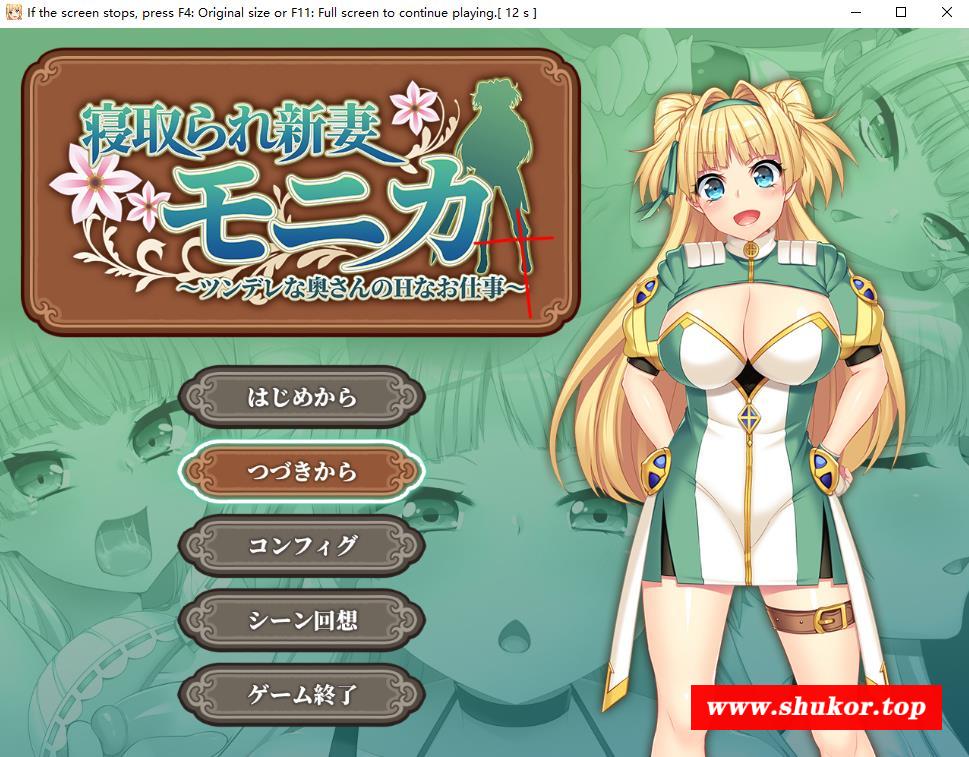 If the screen stops, press F4: Original size or F11: Full screen to continue playing.[ 12 s ]
寝取られ新妻
モニカ
～ツンデレな奥さんのHなお仕事～
はじめから
つづきから
コンフィグ
シーン回想
ゲーム終了
www.shukor.top